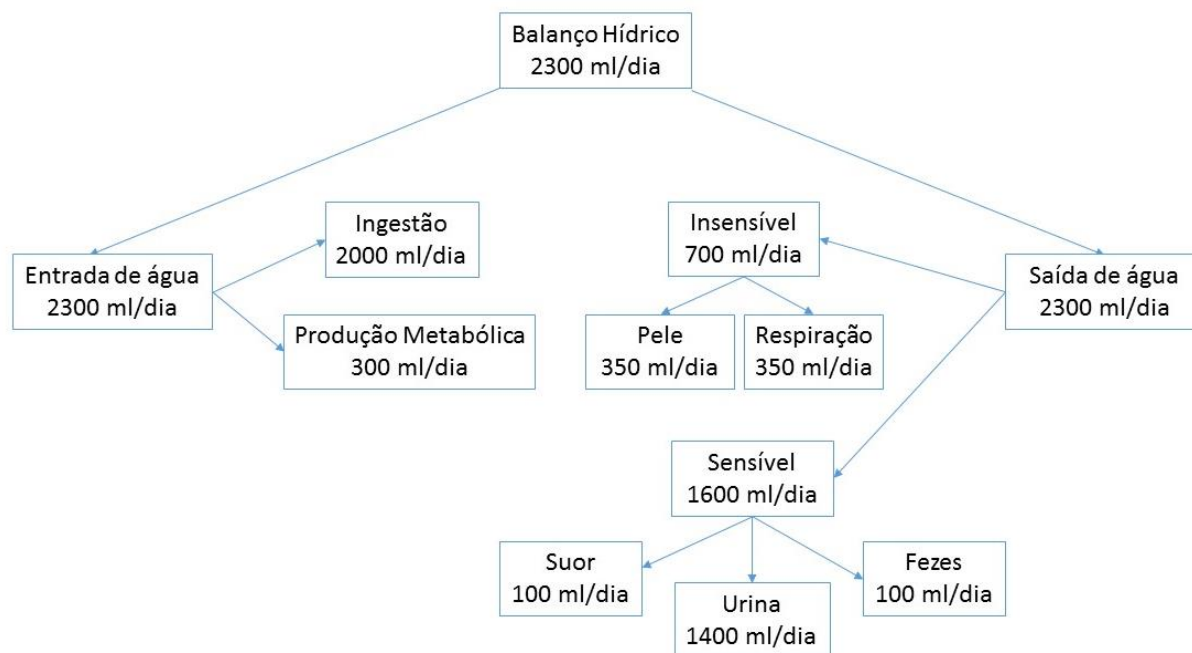 Balanço Hídrico
2300 ml/dia
Ingestão
2000 ml/dia
Insensível
700 ml/dia
Entrada de água
2300 ml/dia
Saída de água
2300 ml/dia
Produção Metabólica
300 ml/dia
Pele
350 ml/dia
Respiração
350 ml/dia
Sensível
1600 ml/dia
Suor
100 ml/dia
Urina
1400 ml/dia
Fezes
100 ml/dia